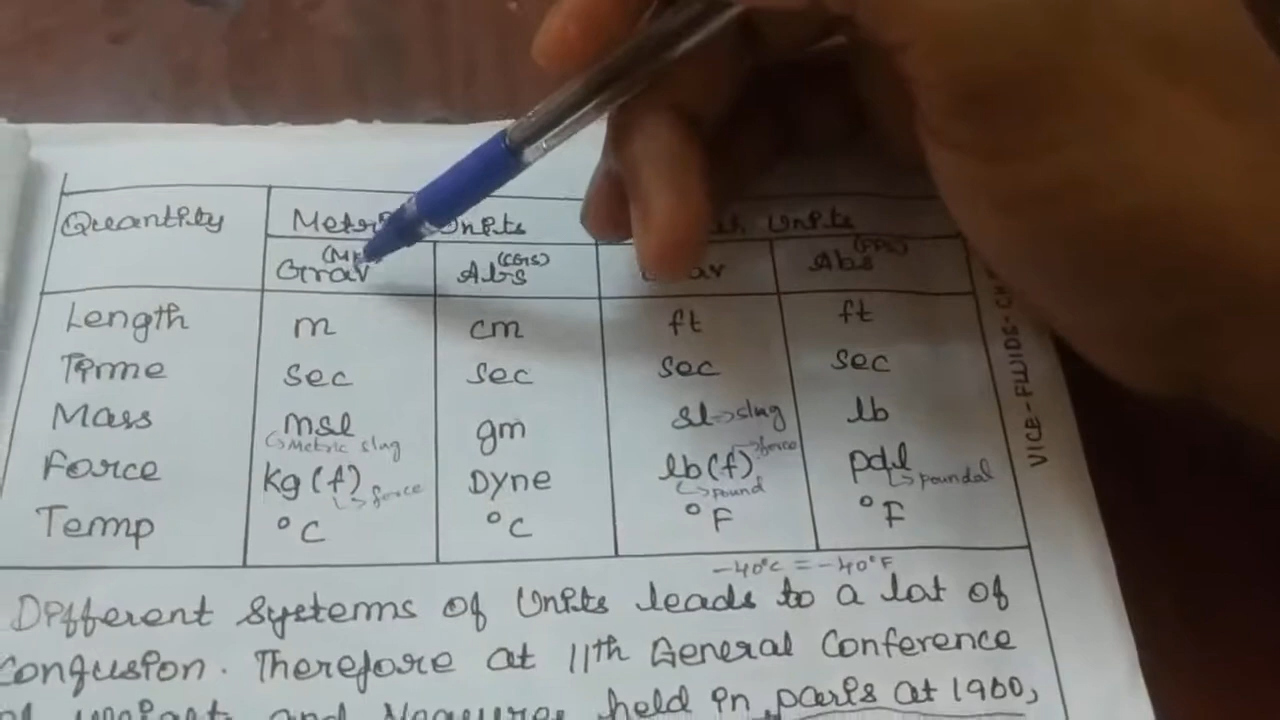 Quantity Units Units
(CGS) (FPS)
Grav Abs Abs
Length m cm ft ft
Time sec sec sec sec
Mass msl gm sl → slug lb
↳ Metric slug → force
Force kg (f) Dyne lb(f) pdl
↳ force ↳ pound ↳ poundal
Temp °C °C °F °F
-40°C = -40°F
Different systems of Units leads to a lot of
confusion. Therefore at 11th General Conference
and held in paris at 1960,
VICE-FLUIDS-